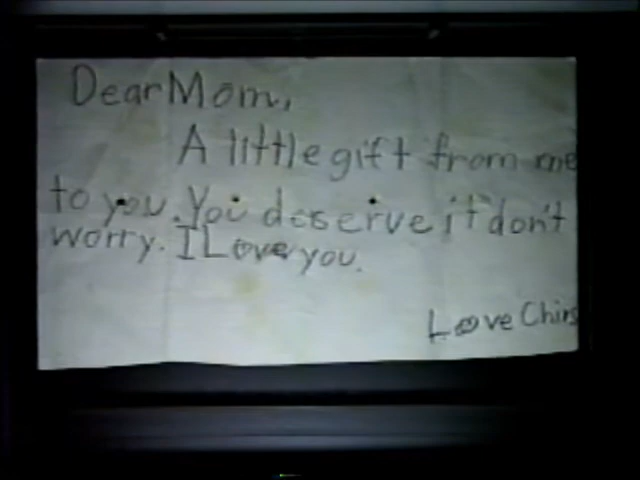 Dear Mom,
A little gift from me
to you. You deserve it don't
worry. I Love you.
Love Chirs